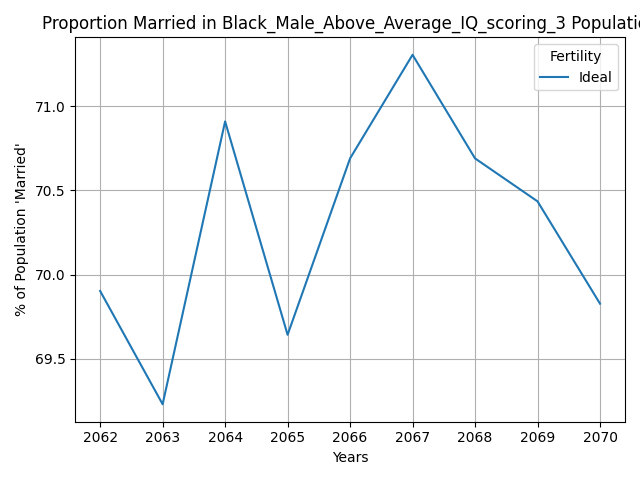 Proportion Married in Black_Male_Above_Average_IQ_scoring_3 Populatio
Fertility
Ideal
% of Population 'Married'
71.0
70.5
70.0
69.5
2062 2063 2064 2065 2066 2067 2068 2069 2070
Years